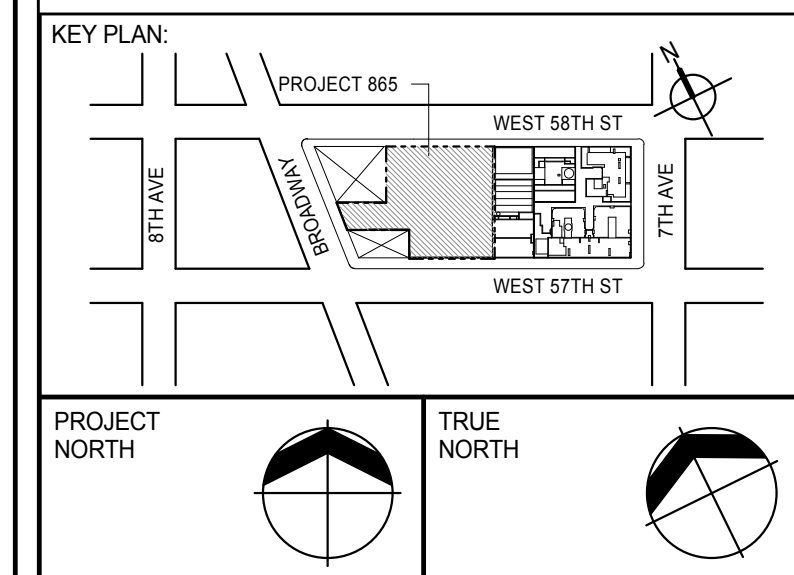 KEY PLAN:
N
PROJECT 865
WEST 58TH ST
8TH AVE
BROADWAY
7TH AVE
WEST 57TH ST
PROJECT
NORTH
TRUE
NORTH